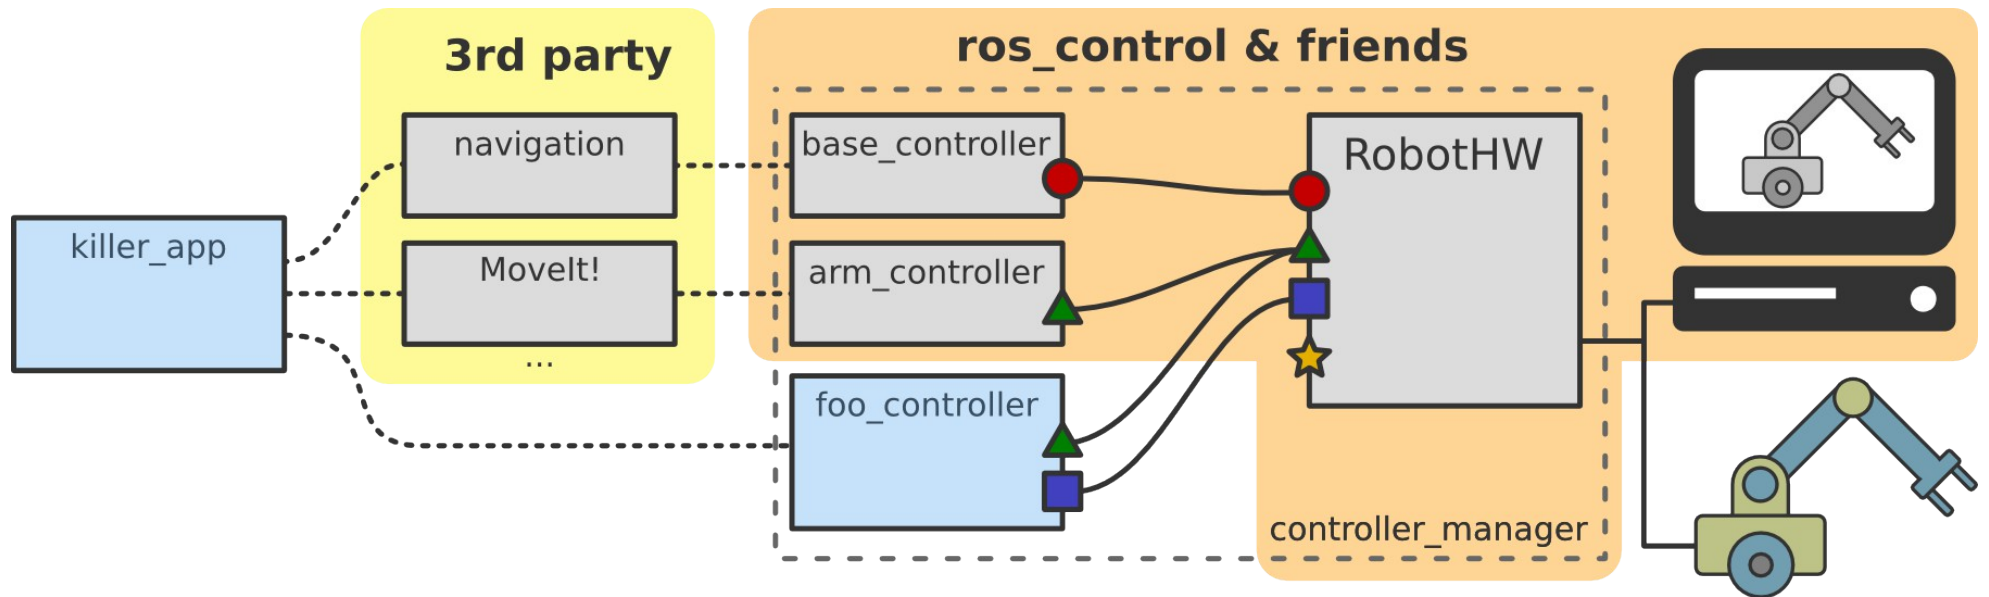 3rd party
ros_control & friends
navigation
base_controller
RobotHW
killer_app
MoveIt!
arm_controller
...
foo_controller
controller_manager